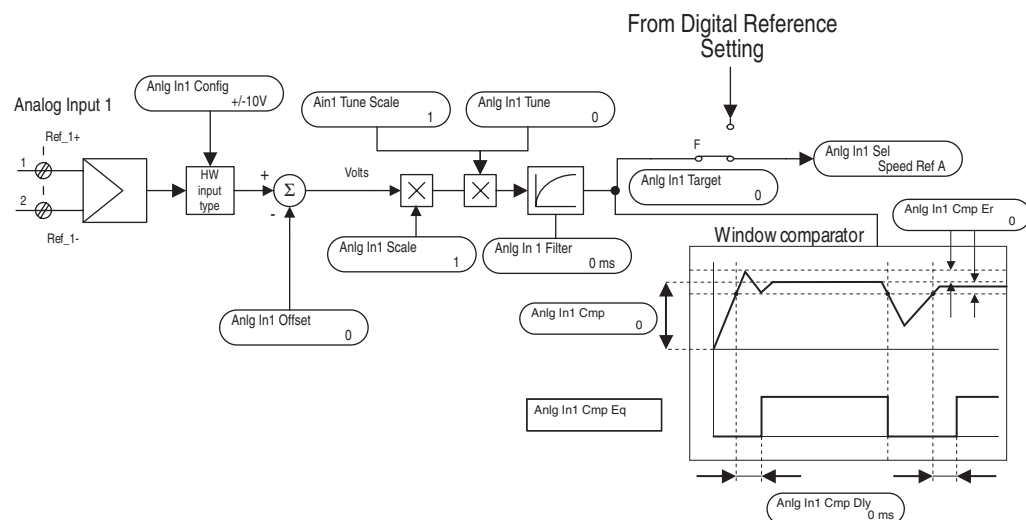 From Digital Reference
Setting
Analog Input 1
Anlg In1 Config
+/-10V
Ain1 Tune Scale
1
Anlg In1 Tune
0
Ref_1+
1
2
Ref_1-
HW
input
type
+
-
Σ
Volts
F
Anlg In1 Sel
Speed Ref A
Anlg In1 Target
0
Anlg In1 Scale
1
Anlg In 1 Filter
0 ms
Anlg In1 Offset
0
Anlg In1 Cmp Er
0
Window comparator
Anlg In1 Cmp
0
Anlg In1 Cmp Eq
Anlg In1 Cmp Dly
0 ms